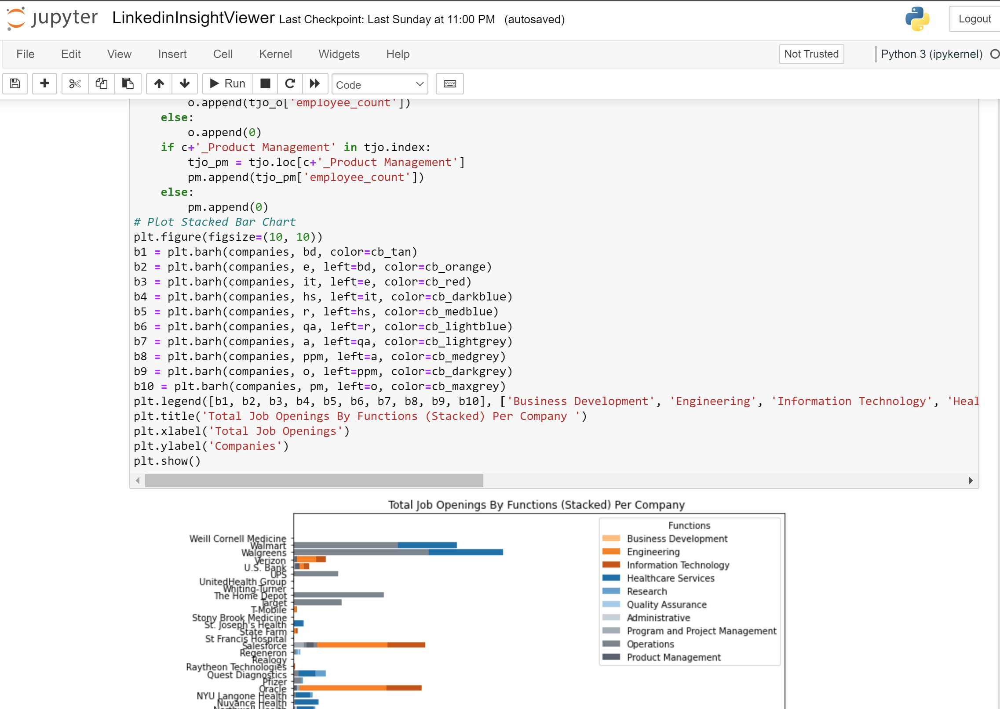 jupyter LinkedinInsightViewer Last Checkpoint: Last Sunday at 11:00 PM (autosaved)
Logout
File Edit View Insert Cell Kernel Widgets Help
Not Trusted
Python 3 (ipykernel)
Run
Code
o.append(tjo_o['employee_count'])
else:
o.append(0)
if c+'_Product Management' in tjo.index:
tjo_pm = tjo.loc[c+'_Product Management']
pm.append(tjo_pm['employee_count'])
else:
pm.append(0)
# Plot Stacked Bar Chart
plt.figure(figsize=(10, 10))
b1 = plt.barh(companies, bd, color=cb_tan)
b2 = plt.barh(companies, e, left=bd, color=cb_orange)
b3 = plt.barh(companies, it, left=e, color=cb_red)
b4 = plt.barh(companies, hs, left=it, color=cb_darkblue)
b5 = plt.barh(companies, r, left=hs, color=cb_medblue)
b6 = plt.barh(companies, qa, left=r, color=cb_lightblue)
b7 = plt.barh(companies, a, left=qa, color=cb_lightgrey)
b8 = plt.barh(companies, ppm, left=a, color=cb_medgrey)
b9 = plt.barh(companies, o, left=ppm, color=cb_darkgrey)
b10 = plt.barh(companies, pm, left=o, color=cb_maxgrey)
plt.legend([b1, b2, b3, b4, b5, b6, b7, b8, b9, b10], ['Business Development', 'Engineering', 'Information Technology', 'Heal
plt.title('Total Job Openings By Functions (Stacked) Per Company ')
plt.xlabel('Total Job Openings')
plt.ylabel('Companies')
plt.show()
Total Job Openings By Functions (Stacked) Per Company
Weill Cornell Medicine
Walmart
Walgreens
Verizon
U.S. Bank
UPS
UnitedHealth Group
Whiting-Turner
The Home Depot
Target
T-Mobile
Stony Brook Medicine
St. Joseph's Health
State Farm
St Francis Hospital
Salesforce
Regeneron
Realogy
Raytheon Technologies
Quest Diagnostics
Pfizer
Oracle
NYU Langone Health
Nuvance Health
Northwell Health
Functions
Business Development
Engineering
Information Technology
Healthcare Services
Research
Quality Assurance
Administrative
Program and Project Management
Operations
Product Management